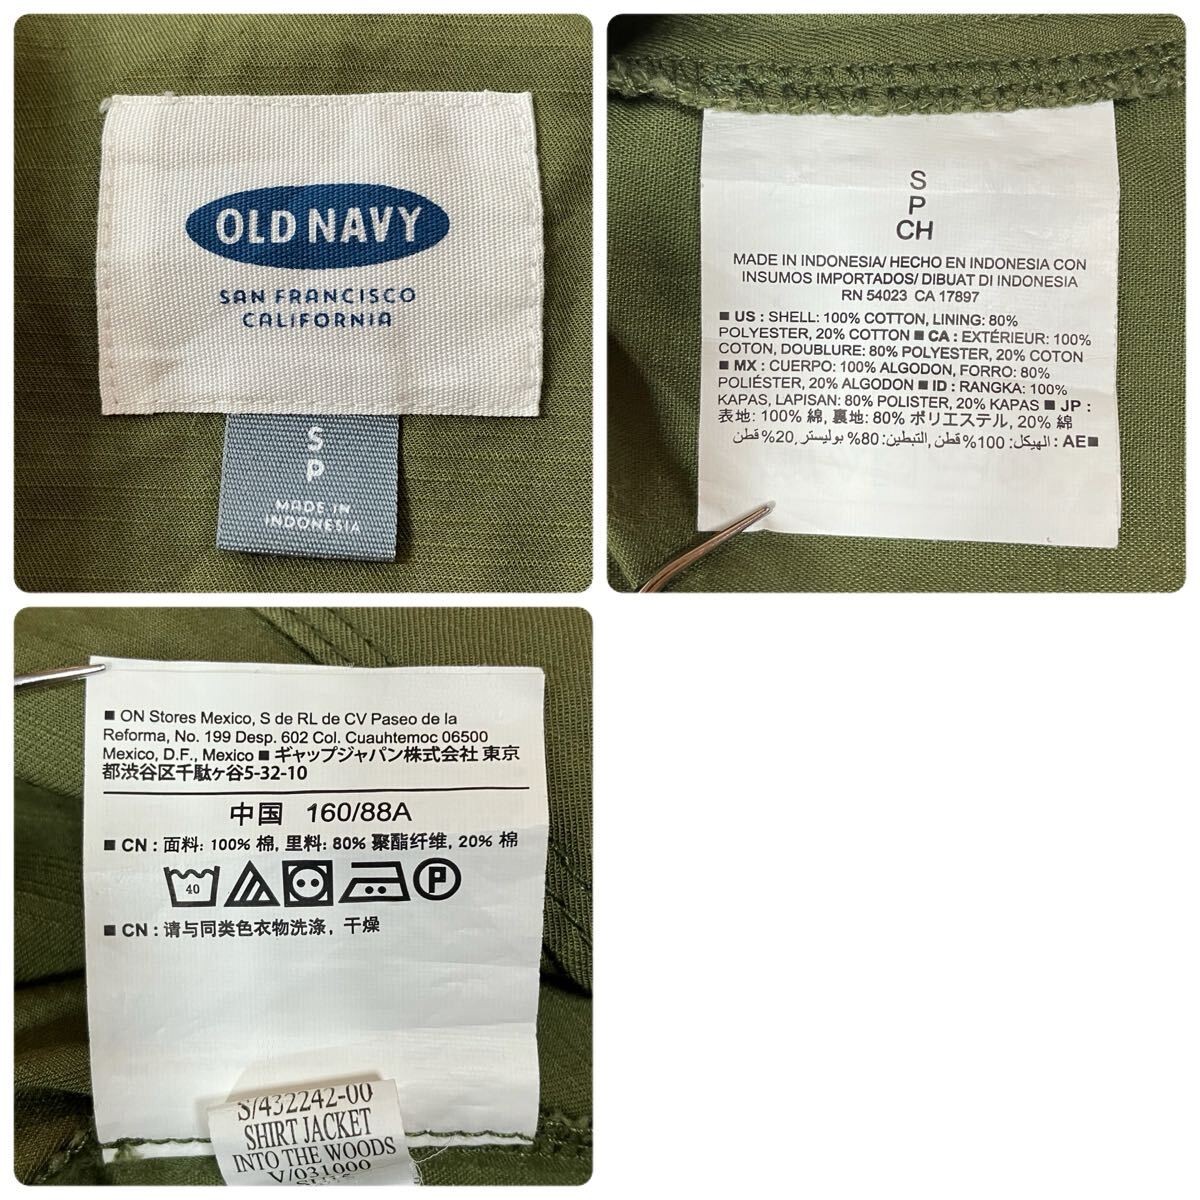 OLD NAVY
SAN FRANCISCO
CALIFORNIA
S
P
MADE IN
INDONESIA
S
P
CH
MADE IN INDONESIA/ HECHO EN INDONESIA CON
INSUMOS IMPORTADOS/ DIBUAT DI INDONESIA
RN 54023 CA 17897
■ US : SHELL: 100% COTTON, LINING: 80%
POLYESTER, 20% COTTON ■ CA : EXTÉRIEUR: 100%
COTON, DOUBLURE: 80% POLYESTER, 20% COTON
■ MX : CUERPO: 100% ALGODON, FORRO: 80%
POLIÉSTER, 20% ALGODON ■ ID : RANGKA: 100%
KAPAS, LAPISAN: 80% POLISTER, 20% KAPAS ■ JP :
表地: 100% 綿, 裏地: 80% ポリエステル, 20% 綿
■AE : الهيكل: 100% قطن, التبطين: 80% بوليستر, 20% قطن
■ ON Stores Mexico, S de RL de CV Paseo de la
Reforma, No. 199 Desp. 602 Col. Cuauhtemoc 06500
Mexico, D.F., Mexico ■ ギャップジャパン株式会社 東京
都渋谷区千駄ヶ谷5-32-10
中国 160/88A
■ CN : 面料: 100% 棉, 里料: 80% 聚酯纤维, 20% 棉
40 P
■ CN : 请与同类色衣物洗涤, 干燥
S/432242-00
SHIRT JACKET
INTO THE WOODS
V/031000